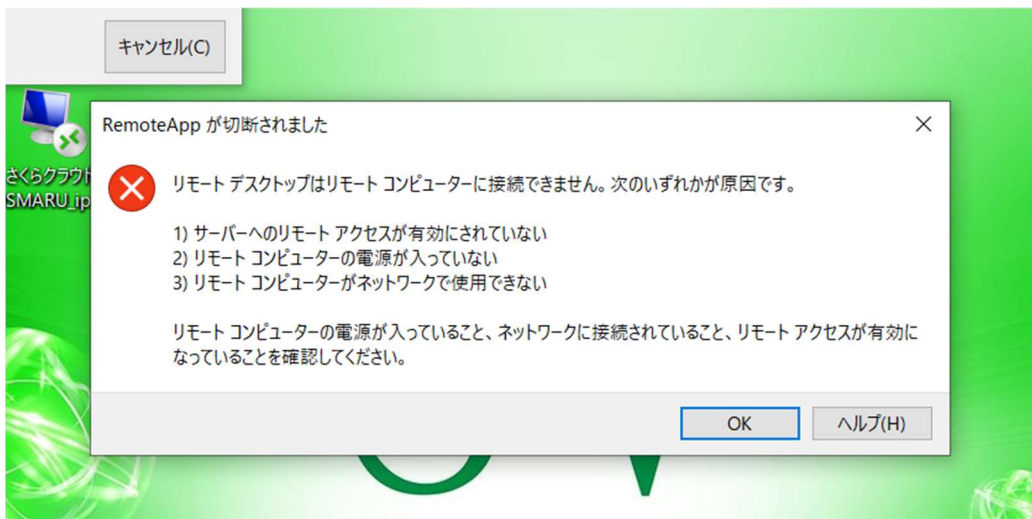 キャンセル(C)
さくらクラウド
SMARU_ip
RemoteApp が切断されました
リモート デスクトップはリモート コンピューターに接続できません。次のいずれかが原因です。
1) サーバーへのリモート アクセスが有効にされていない
2) リモート コンピューターの電源が入っていない
3) リモート コンピューターがネットワークで使用できない
リモート コンピューターの電源が入っていること、ネットワークに接続されていること、リモート アクセスが有効に
なっていることを確認してください。
OK
ヘルプ(H)